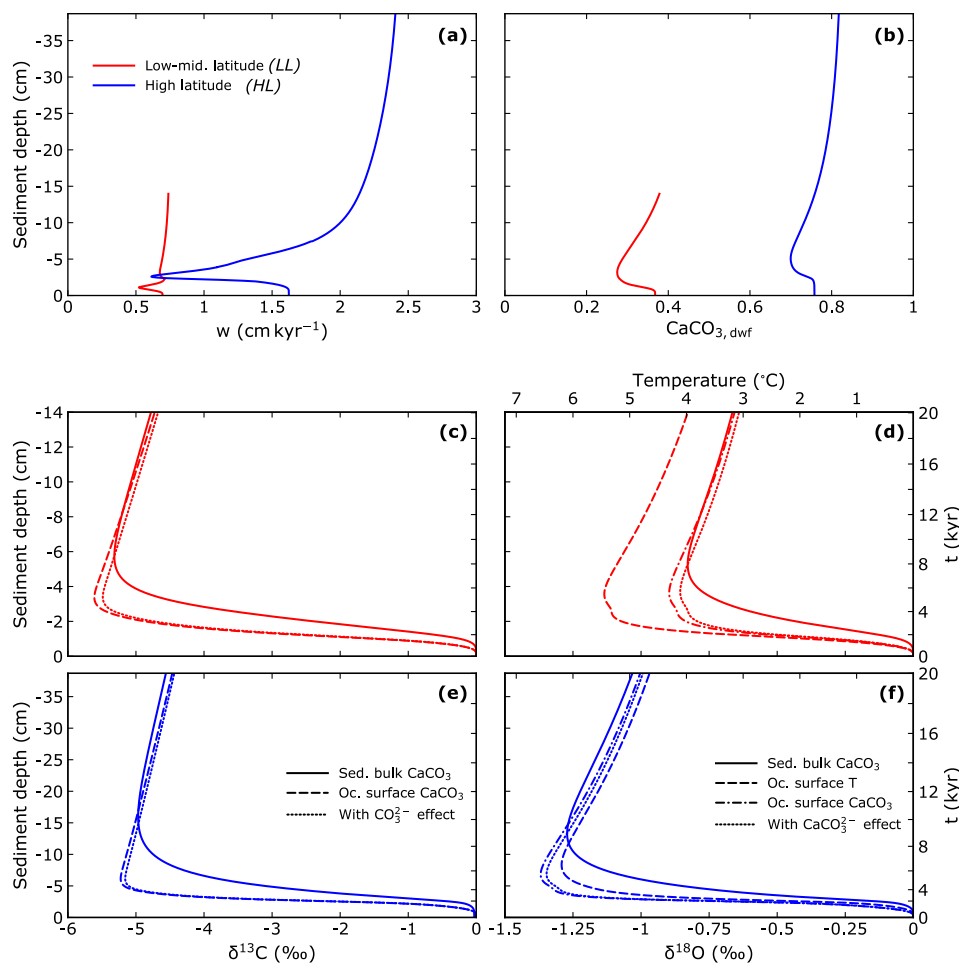 (a)
(b)
Low-mid. latitude (LL)
High latitude (HL)
Sediment depth (cm)
-35
-30
-25
-20
-15
-10
-5
0
0 0.5 1 1.5 2 2.5 3
w (cm kyr⁻¹)
0 0.2 0.4 0.6 0.8 1
CaCO₃, dwf
Temperature (°C)
7 6 5 4 3 2 1
(c)
(d)
Sediment depth (cm)
-14
-12
-10
-8
-6
-4
-2
0
20
16
12
8
4
0
t (kyr)
(e)
(f)
Sediment depth (cm)
-35
-30
-25
-20
-15
-10
-5
0
Sed. bulk CaCO₃
Oc. surface CaCO₃
With CO₃²⁻ effect
Sed. bulk CaCO₃
Oc. surface T
Oc. surface CaCO₃
With CaCO₃²⁻ effect
20
16
12
8
4
0
t (kyr)
-6 -5 -4 -3 -2 -1 0
δ¹³C (‰)
-1.5 -1.25 -1 -0.75 -0.5 -0.25 0
δ¹⁸O (‰)